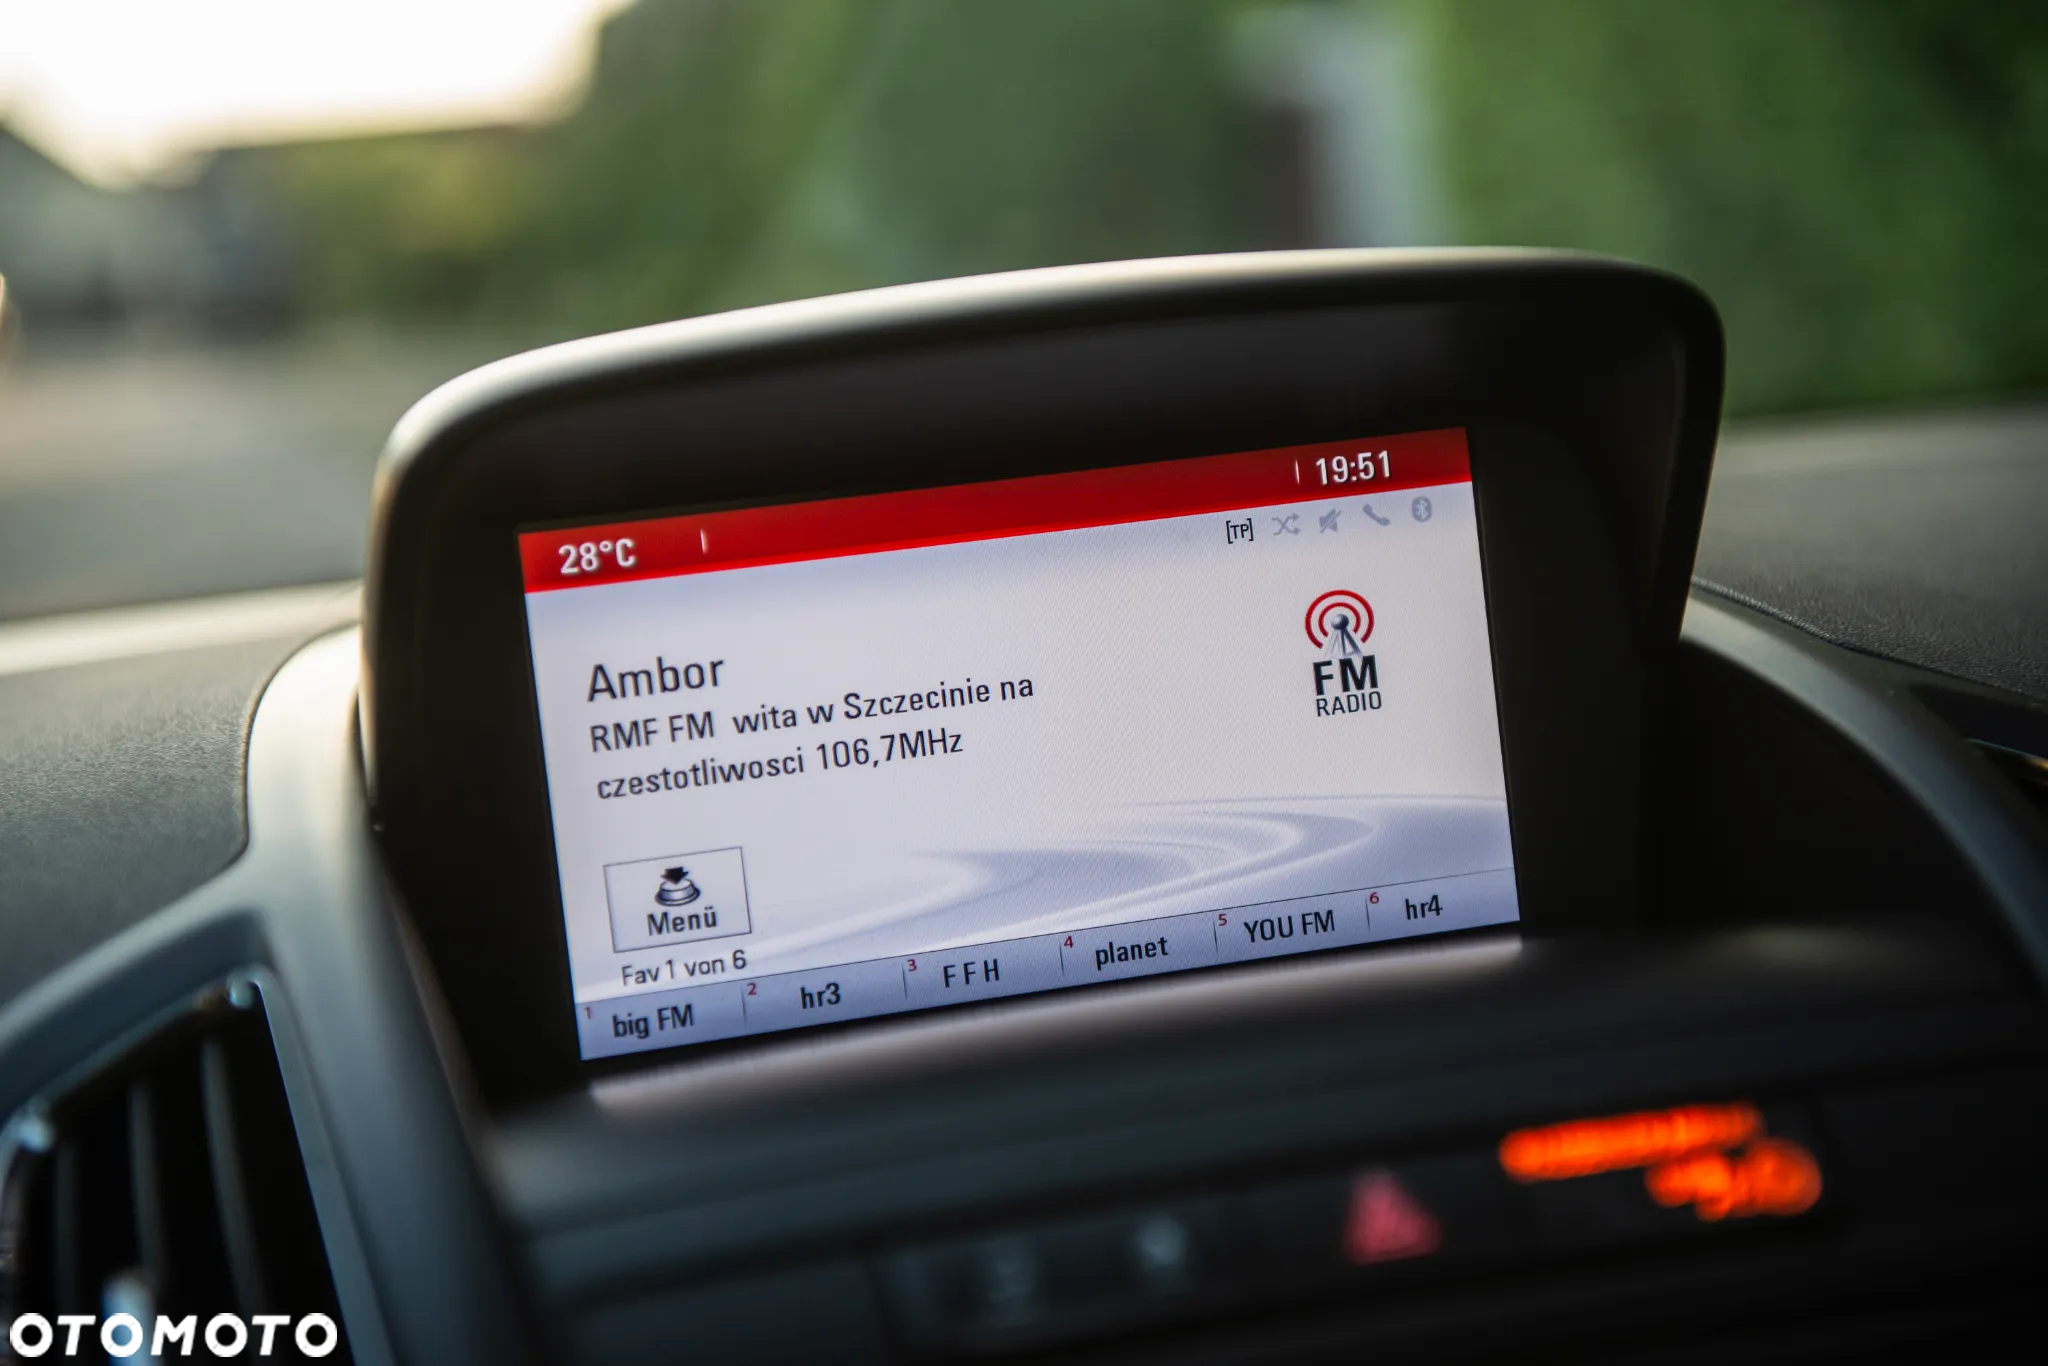 28°C
19:51
[TP]
Ambor
RMF FM wita w Szczecinie na
czestotliwosci 106,7MHz
FM
RADIO
Menü
Fav 1 von 6
1 big FM 2 hr3 3 F F H 4 planet 5 YOU FM 6 hr4
OTOMOTO